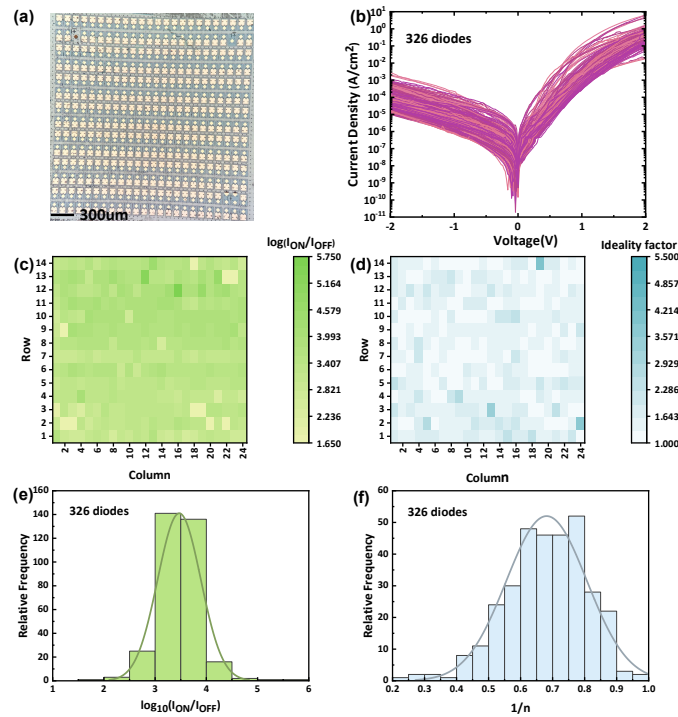 (a)
300um
(b)
326 diodes
Current Density (A/cm²)
10¹
10⁰
10⁻¹
10⁻²
10⁻³
10⁻⁴
10⁻⁵
10⁻⁶
10⁻⁷
10⁻⁸
10⁻⁹
10⁻¹⁰
10⁻¹¹
-2 -1 0 1 2
Voltage(V)
(c)
log(I_ON/I_OFF)
Row
14
13
12
11
10
9
8
7
6
5
4
3
2
1
2 4 6 8 10 12 14 16 18 20 22 24
Column
5.750
5.164
4.579
3.993
3.407
2.821
2.236
1.650
(d)
Ideality factor
Row
14
13
12
11
10
9
8
7
6
5
4
3
2
1
2 4 6 8 10 12 14 16 18 20 22 24
Column
5.500
4.857
4.214
3.571
2.929
2.286
1.643
1.000
(e)
326 diodes
Relative Frequency
160
140
120
100
80
60
40
20
0
1 2 3 4 5 6
log₁₀(I_ON/I_OFF)
(f)
326 diodes
Relative Frequency
60
50
40
30
20
10
0
0.2 0.3 0.4 0.5 0.6 0.7 0.8 0.9 1.0
1/n